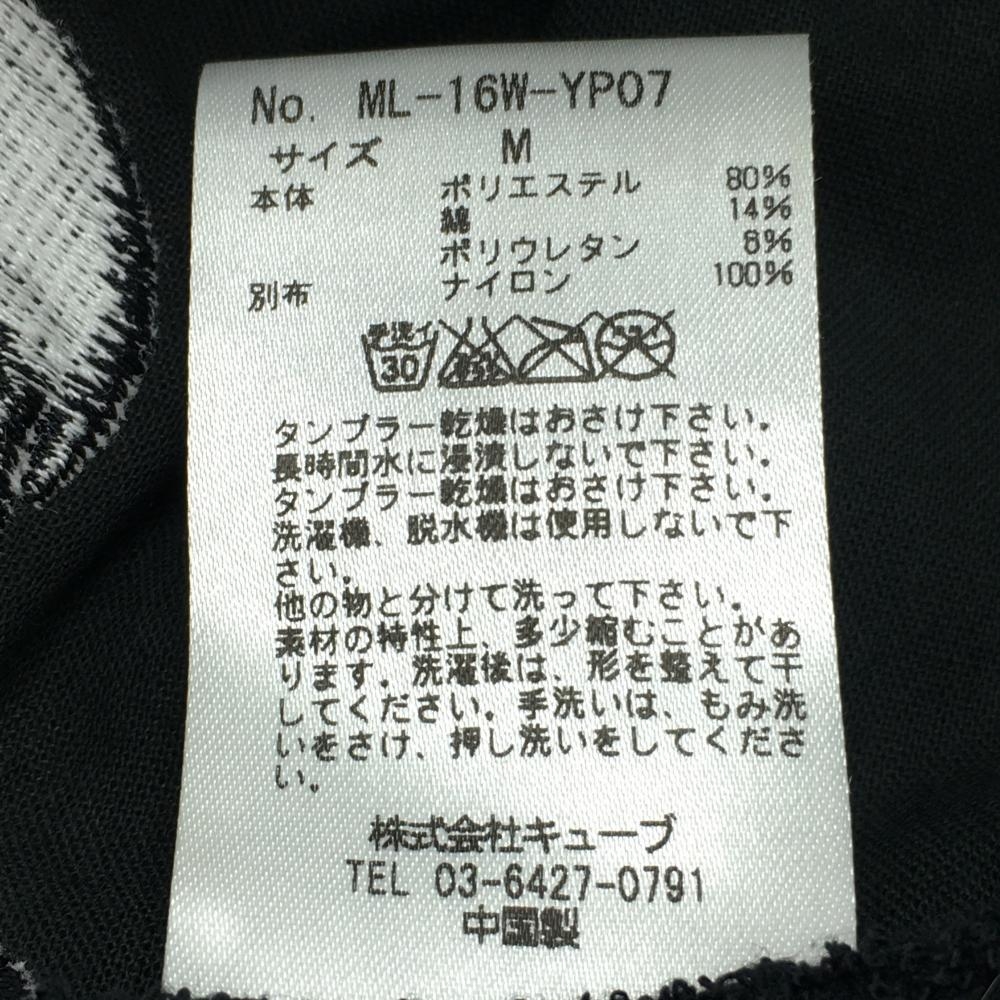 No. ML-16W-YP07
サイズ M
本体 ポリエステル 80%
綿 14%
ポリウレタン 6%
別布 ナイロン 100%
手洗イ 30
タンブラー乾燥はおさけ下さい。
長時間水に浸漬しないで下さい。
タンブラー乾燥はおさけ下さい。
洗濯機、脱水機は使用しないで下
さい。
他の物と分けて洗って下さい。
素材の特性上、多少縮むことがあ
ります。洗濯後は、形を整えて干
してください。手洗いは、もみ洗
いをさけ、押し洗いをしてくださ
い。
株式会社キューブ
TEL 03-6427-0791
中国製